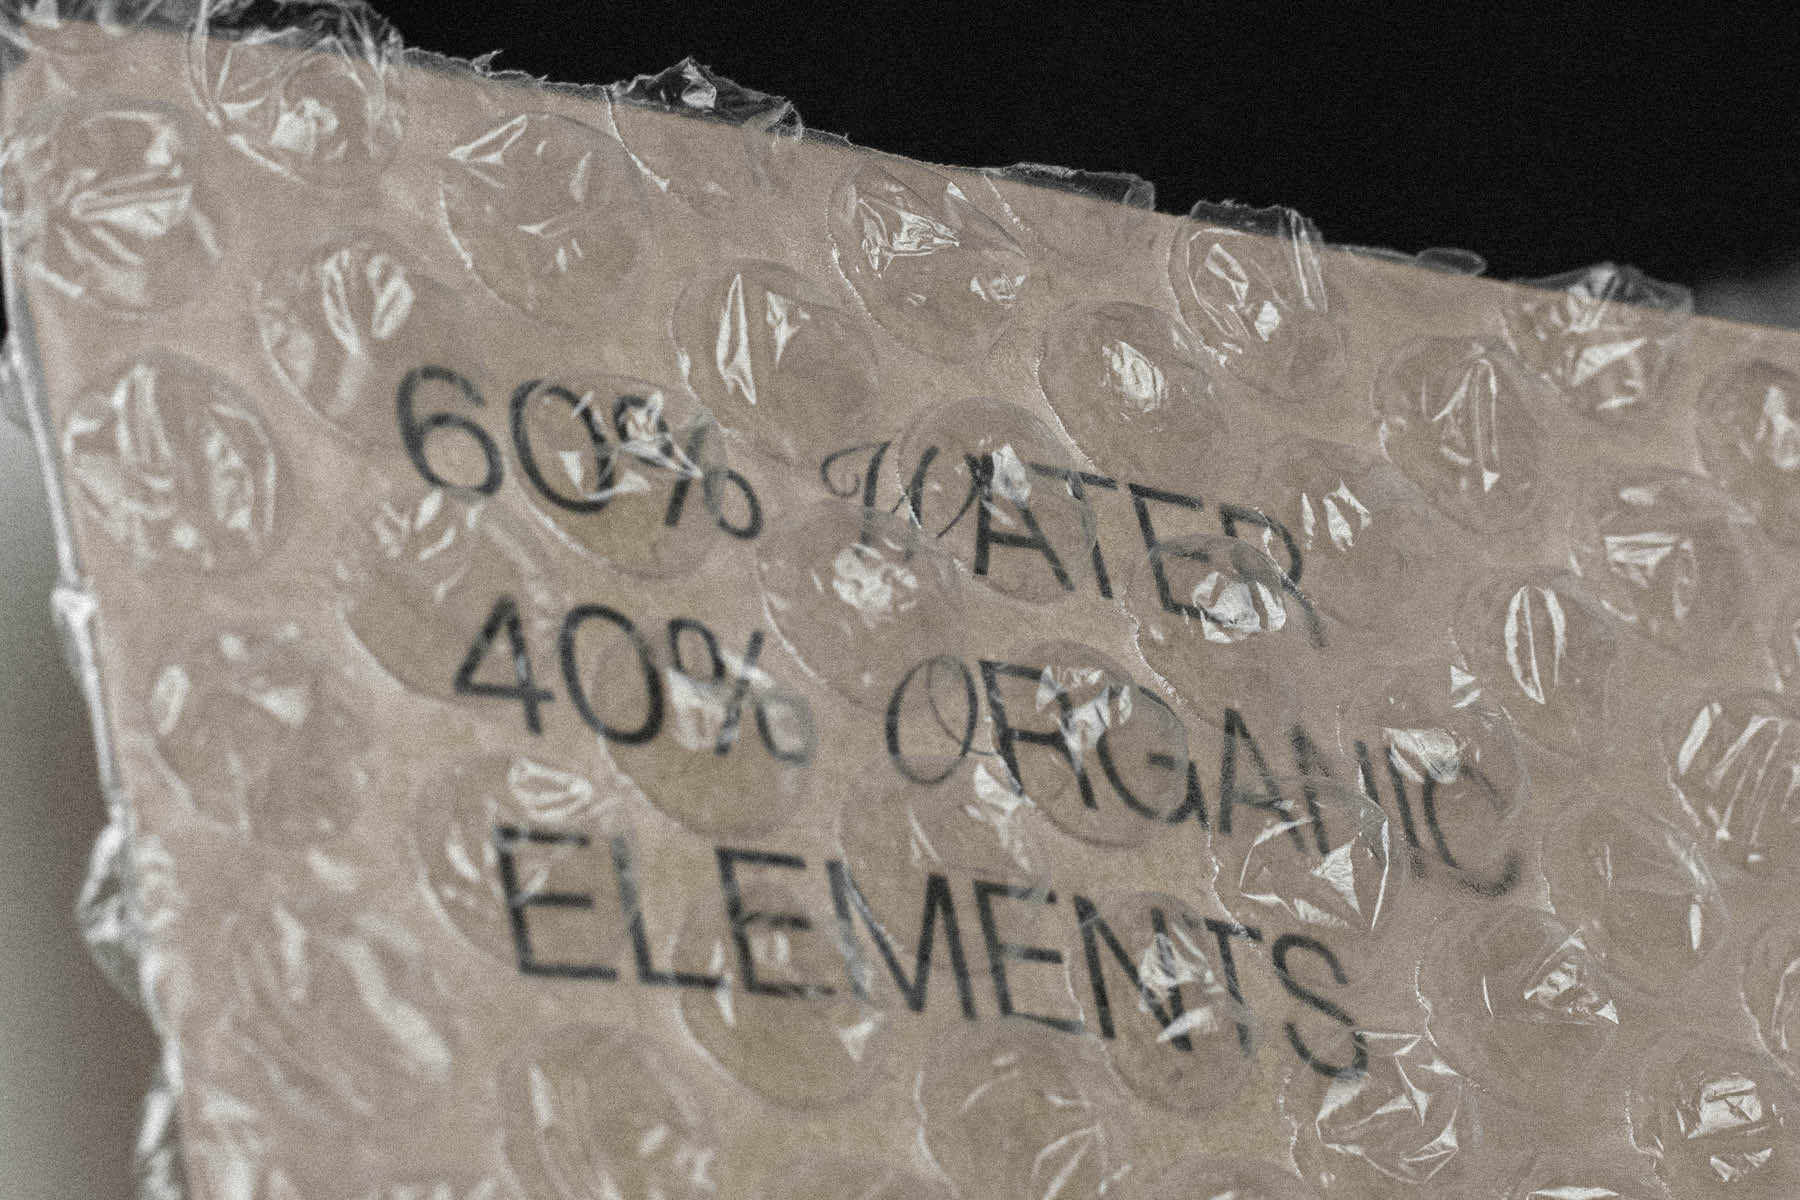 60% WATER
40% ORGANIC
ELEMENTS